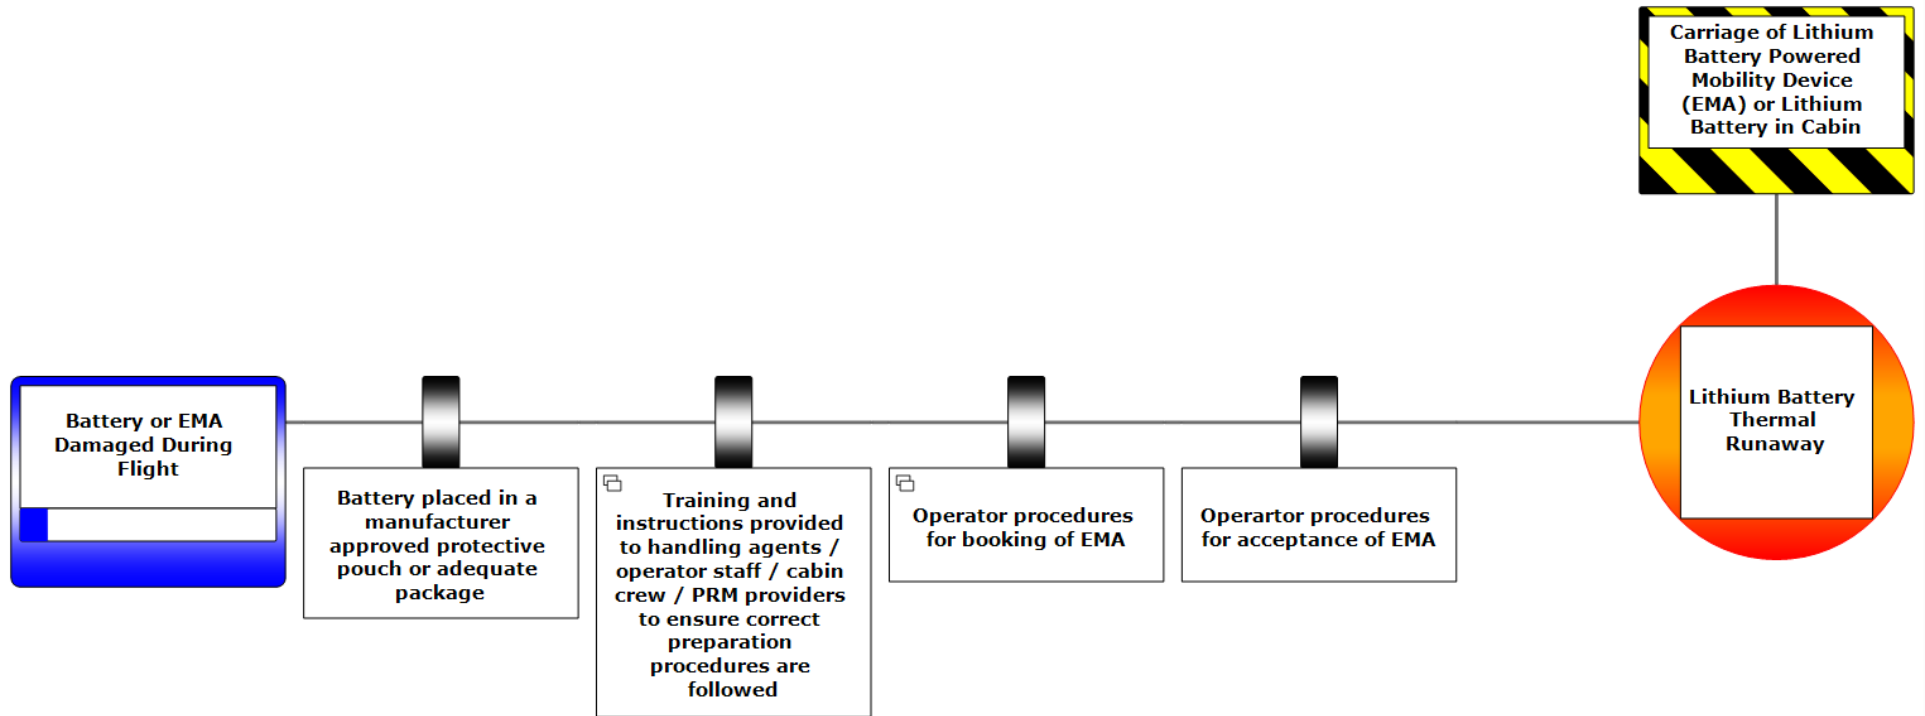 Carriage of Lithium
Battery Powered
Mobility Device
(EMA) or Lithium
Battery in Cabin
Battery or EMA
Damaged During
Flight
Battery placed in a
manufacturer
approved protective
pouch or adequate
package
Training and
instructions provided
to handling agents /
operator staff / cabin
crew / PRM providers
to ensure correct
preparation
procedures are
followed
Operator procedures
for booking of EMA
Operartor procedures
for acceptance of EMA
Lithium Battery
Thermal
Runaway